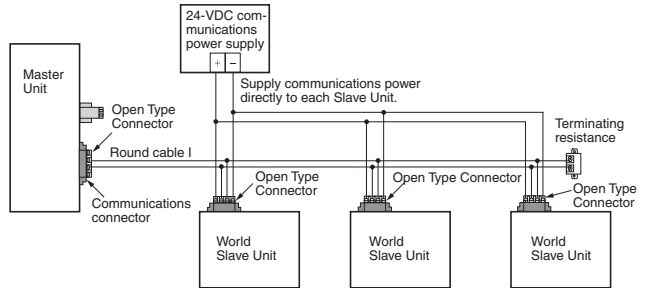 24-VDC com-
munications
power supply
+ −
Master
Unit
Supply communications power
directly to each Slave Unit.
Open Type
Connector
Terminating
resistance
Round cable I
Communications
connector
Open Type
Connector
Open Type Connector
Open Type
Connector
World
Slave Unit
World
Slave Unit
World
Slave Unit